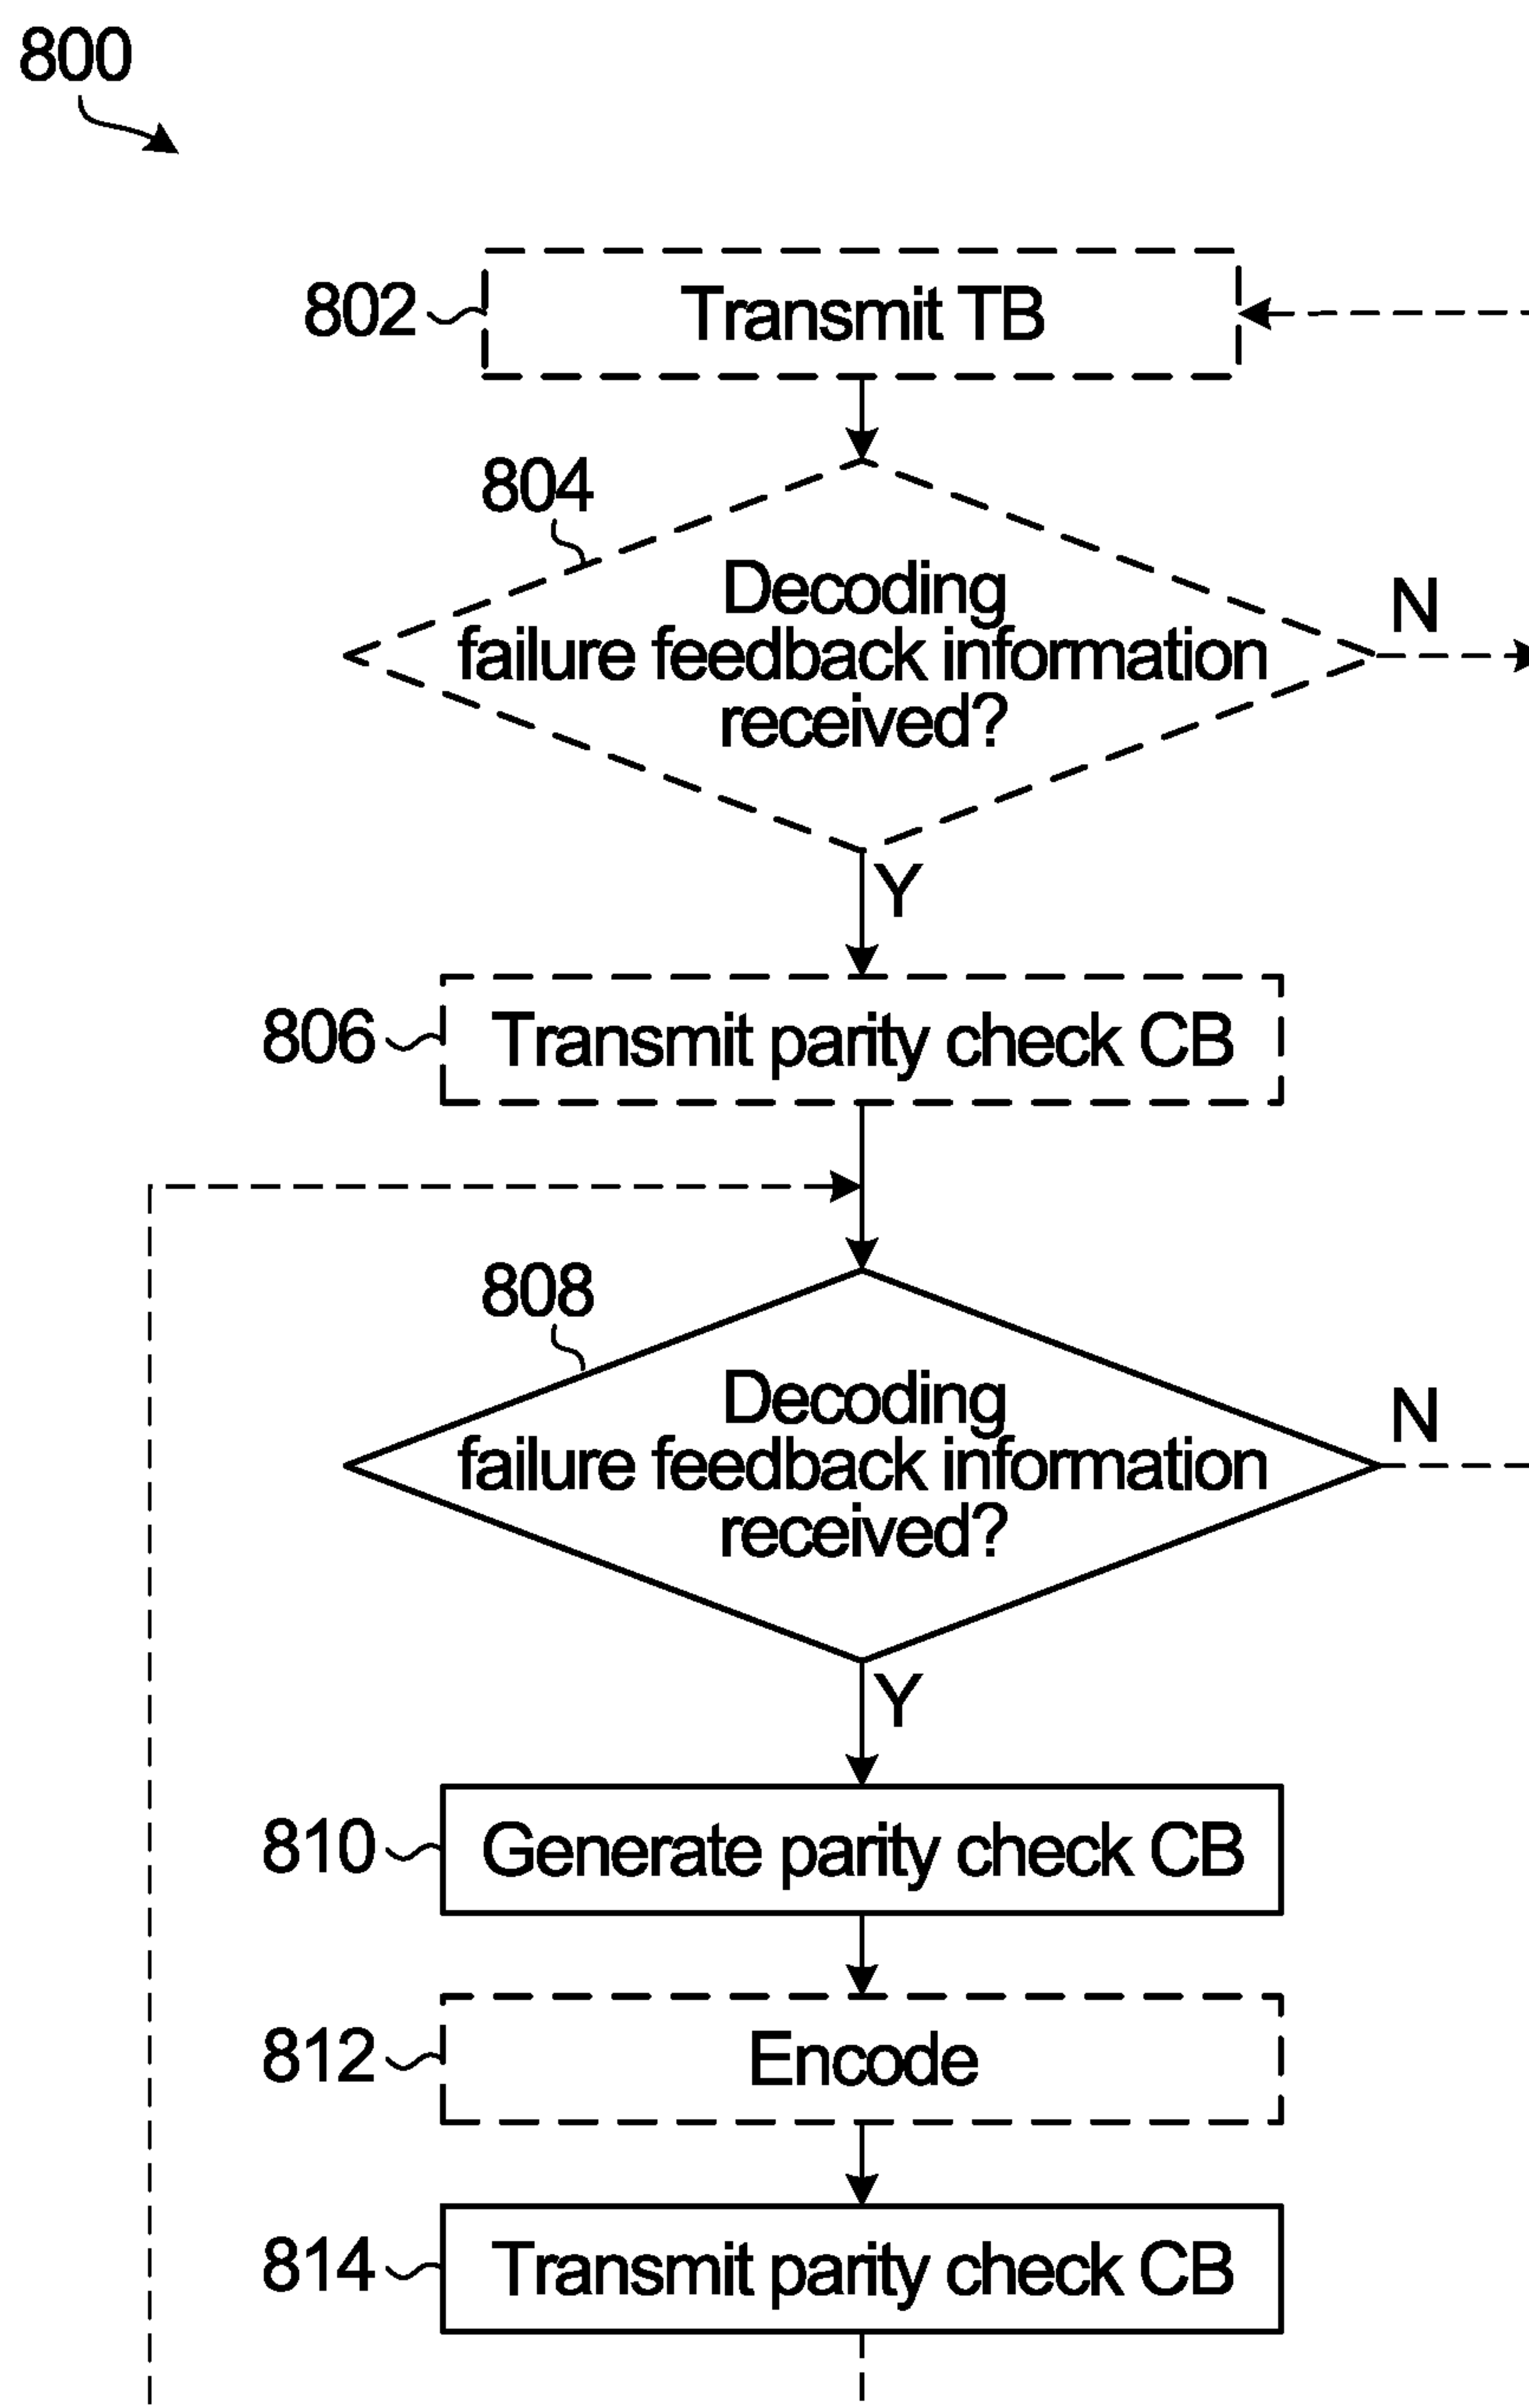 800
802
Transmit TB
804
Decoding
failure feedback information
received?
N
Y
806
Transmit parity check CB
808
Decoding
failure feedback information
received?
N
Y
810
Generate parity check CB
812
Encode
814
Transmit parity check CB